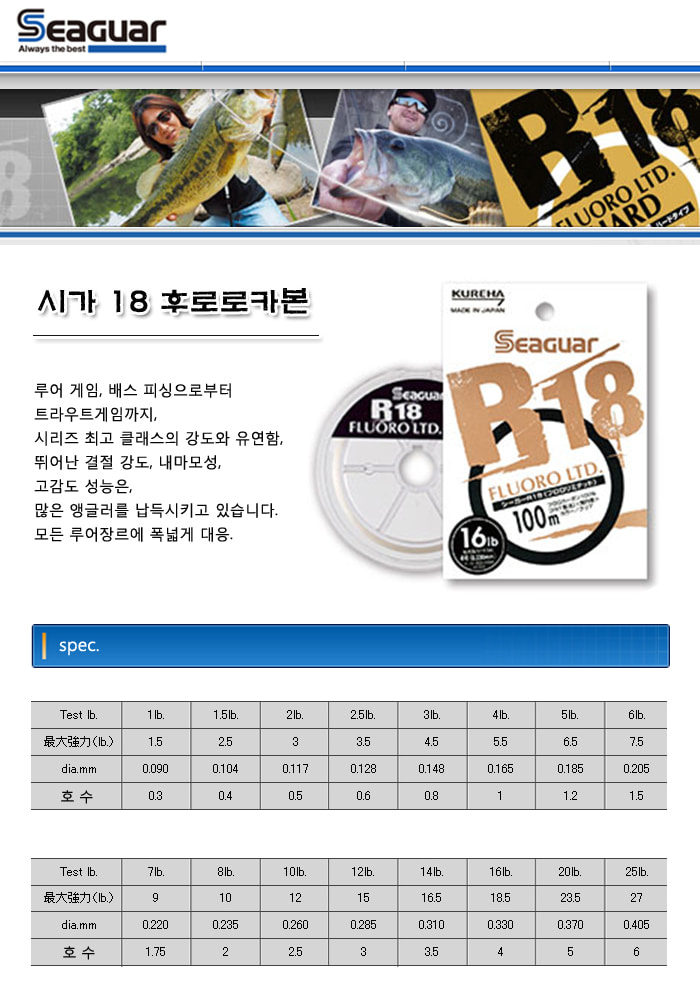 Seaguar
Always the best
R18
FLUORO LTD.
HARD
ハードタイプ
18
시가 18 후로로카본
루어 게임, 배스 피싱으로부터
트라우트게임까지,
시리즈 최고 클래스의 강도와 유연함,
뛰어난 결절 강도, 내마모성,
고감도 성능은,
많은 앵글러를 납득시키고 있습니다.
모든 루어장르에 폭넓게 대응.
Seaguar
R18
FLUORO LTD.
KUREHA
MADE IN JAPAN
Seaguar
R18
FLUORO LTD.
シーガーR18(フロロリミテッド)
100m
16lb
spec.
Test lb. 1lb. 1.5lb. 2lb. 2.5lb. 3lb. 4lb. 5lb. 6lb.
最大強力(lb.) 1.5 2.5 3 3.5 4.5 5.5 6.5 7.5
dia.mm 0.090 0.104 0.117 0.128 0.148 0.165 0.185 0.205
호 수 0.3 0.4 0.5 0.6 0.8 1 1.2 1.5
Test lb. 7lb. 8lb. 10lb. 12lb. 14lb. 16lb. 20lb. 25lb.
最大強力(lb.) 9 10 12 15 16.5 18.5 23.5 27
dia.mm 0.220 0.235 0.260 0.285 0.310 0.330 0.370 0.405
호 수 1.75 2 2.5 3 3.5 4 5 6